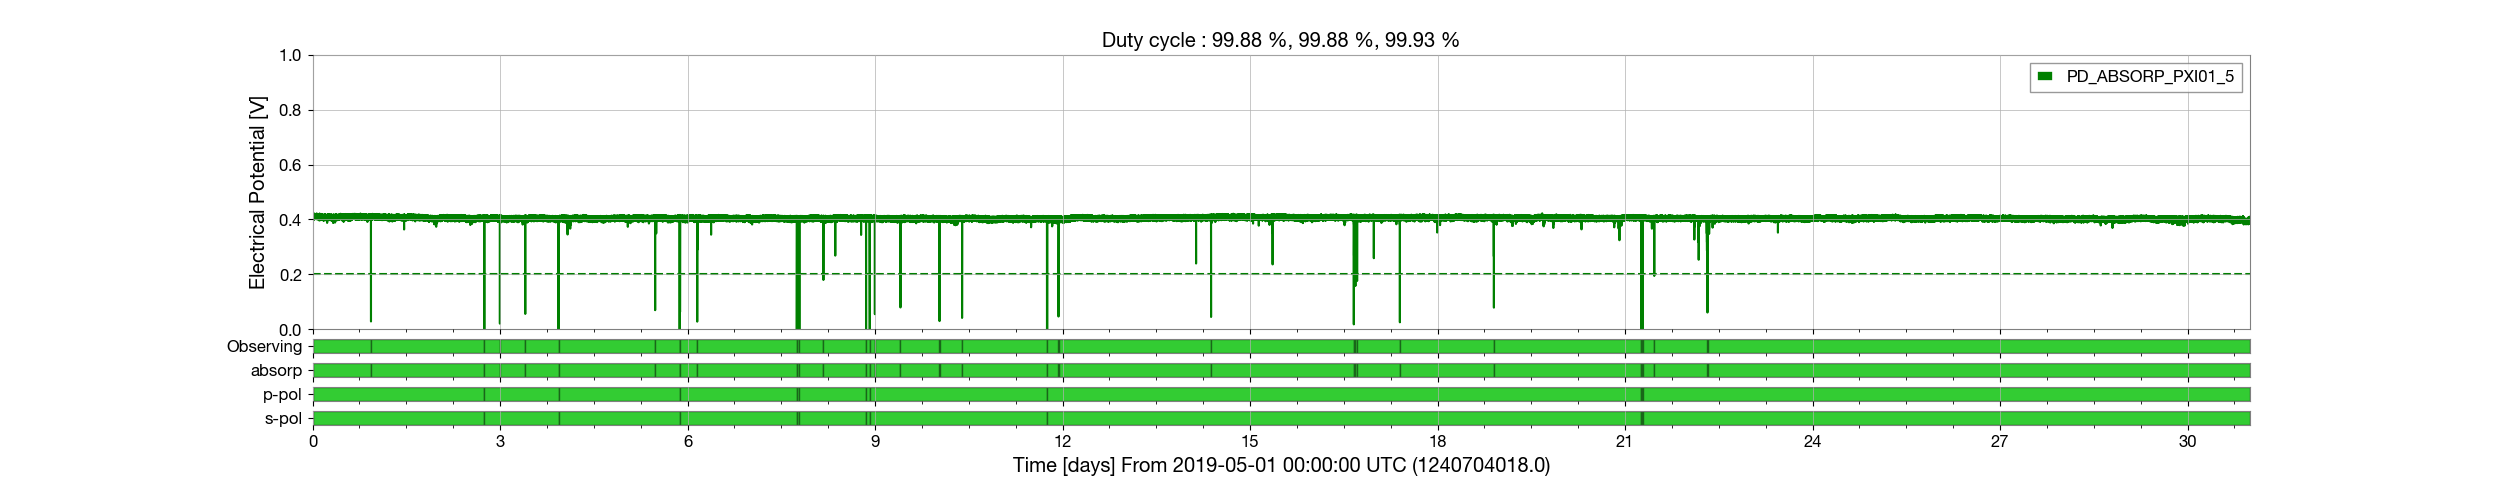 Duty cycle : 99.88 %, 99.88 %, 99.93 %
Electrical Potential [V]
1.0
0.8
0.6
0.4
0.2
0.0
PD_ABSORP_PXI01_5
Observing
absorp
p-pol
s-pol
0 3 6 9 12 15 18 21 24 27 30
Time [days] From 2019-05-01 00:00:00 UTC (1240704018.0)